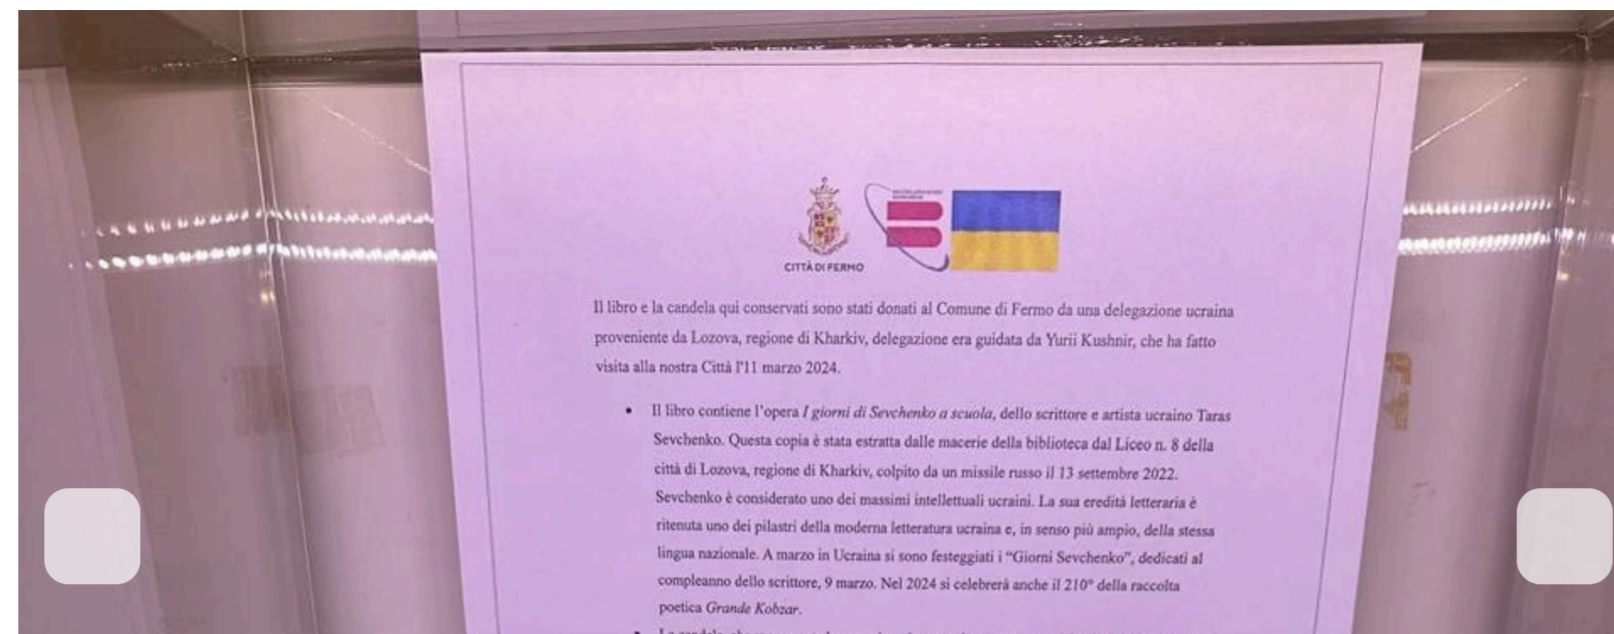 CITTÀ DI FERMO
Il libro e la candela qui conservati sono stati donati al Comune di Fermo da una delegazione ucraina
proveniente da Lozova, regione di Kharkiv, delegazione era guidata da Yurii Kushnir, che ha fatto
visita alla nostra Città l'11 marzo 2024.
• Il libro contiene l'opera I giorni di Sevchenko a scuola, dello scrittore e artista ucraino Taras
Sevchenko. Questa copia è stata estratta dalle macerie della biblioteca dal Liceo n. 8 della
città di Lozova, regione di Kharkiv, colpito da un missile russo il 13 settembre 2022.
Sevchenko è considerato uno dei massimi intellettuali ucraini. La sua eredità letteraria è
ritenuta uno dei pilastri della moderna letteratura ucraina e, in senso più ampio, della stessa
lingua nazionale. A marzo in Ucraina si sono festeggiati i “Giorni Sevchenko”, dedicati al
compleanno dello scrittore, 9 marzo. Nel 2024 si celebrerà anche il 210° della raccolta
poetica Grande Kobzar.